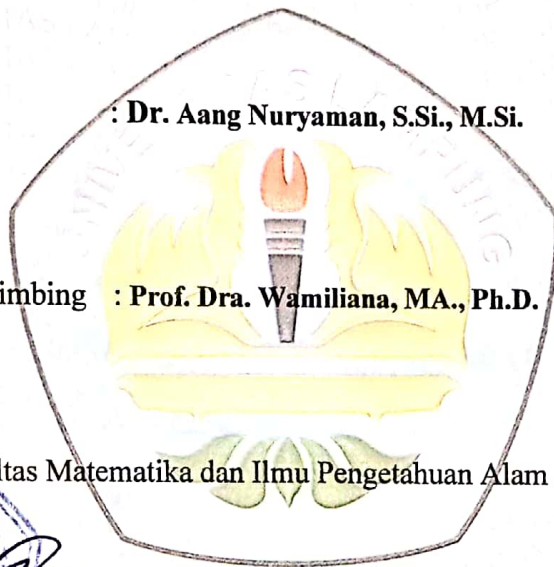 : Dr. Aang Nuryaman, S.Si., M.Si.
imbing : Prof. Dra. Wamiliana, MA., Ph.D.
ltas Matematika dan Ilmu Pengetahuan Alam